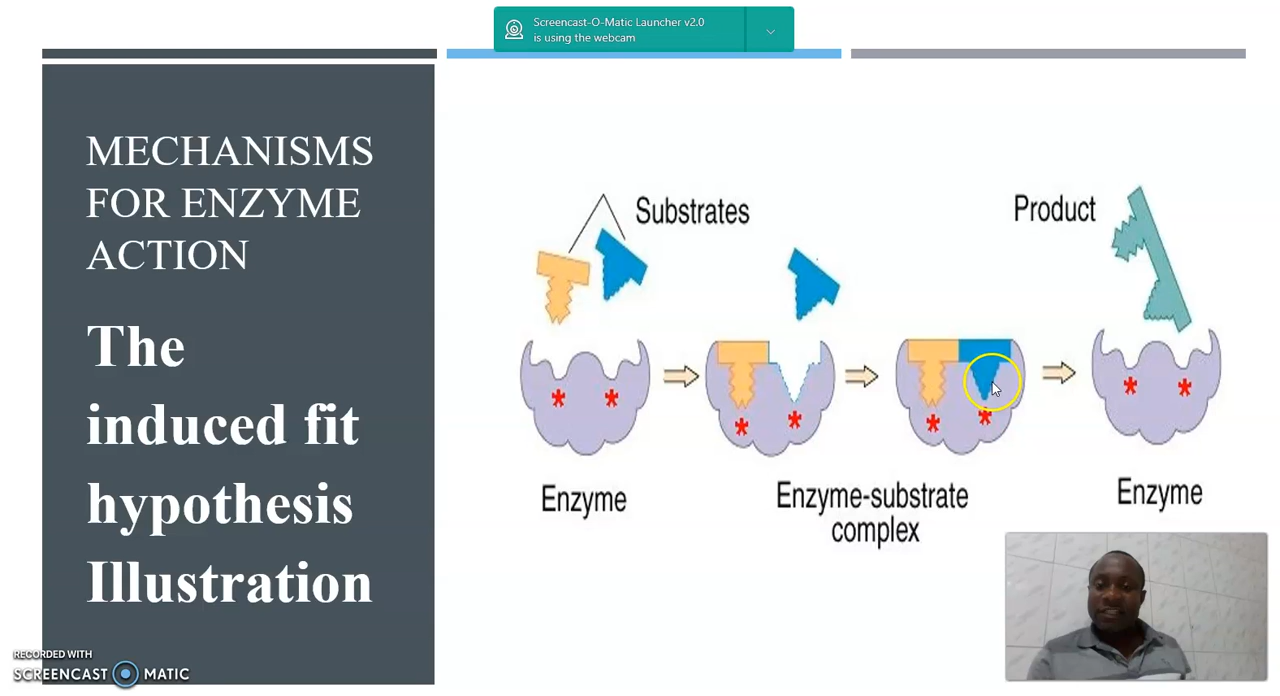 Screencast-O-Matic Launcher v2.0
is using the webcam
MECHANISMS
FOR ENZYME
ACTION
The
induced fit
hypothesis
Illustration
Substrates
Product
Enzyme
Enzyme-substrate
complex
Enzyme
RECORDED WITH
SCREENCAST MATIC